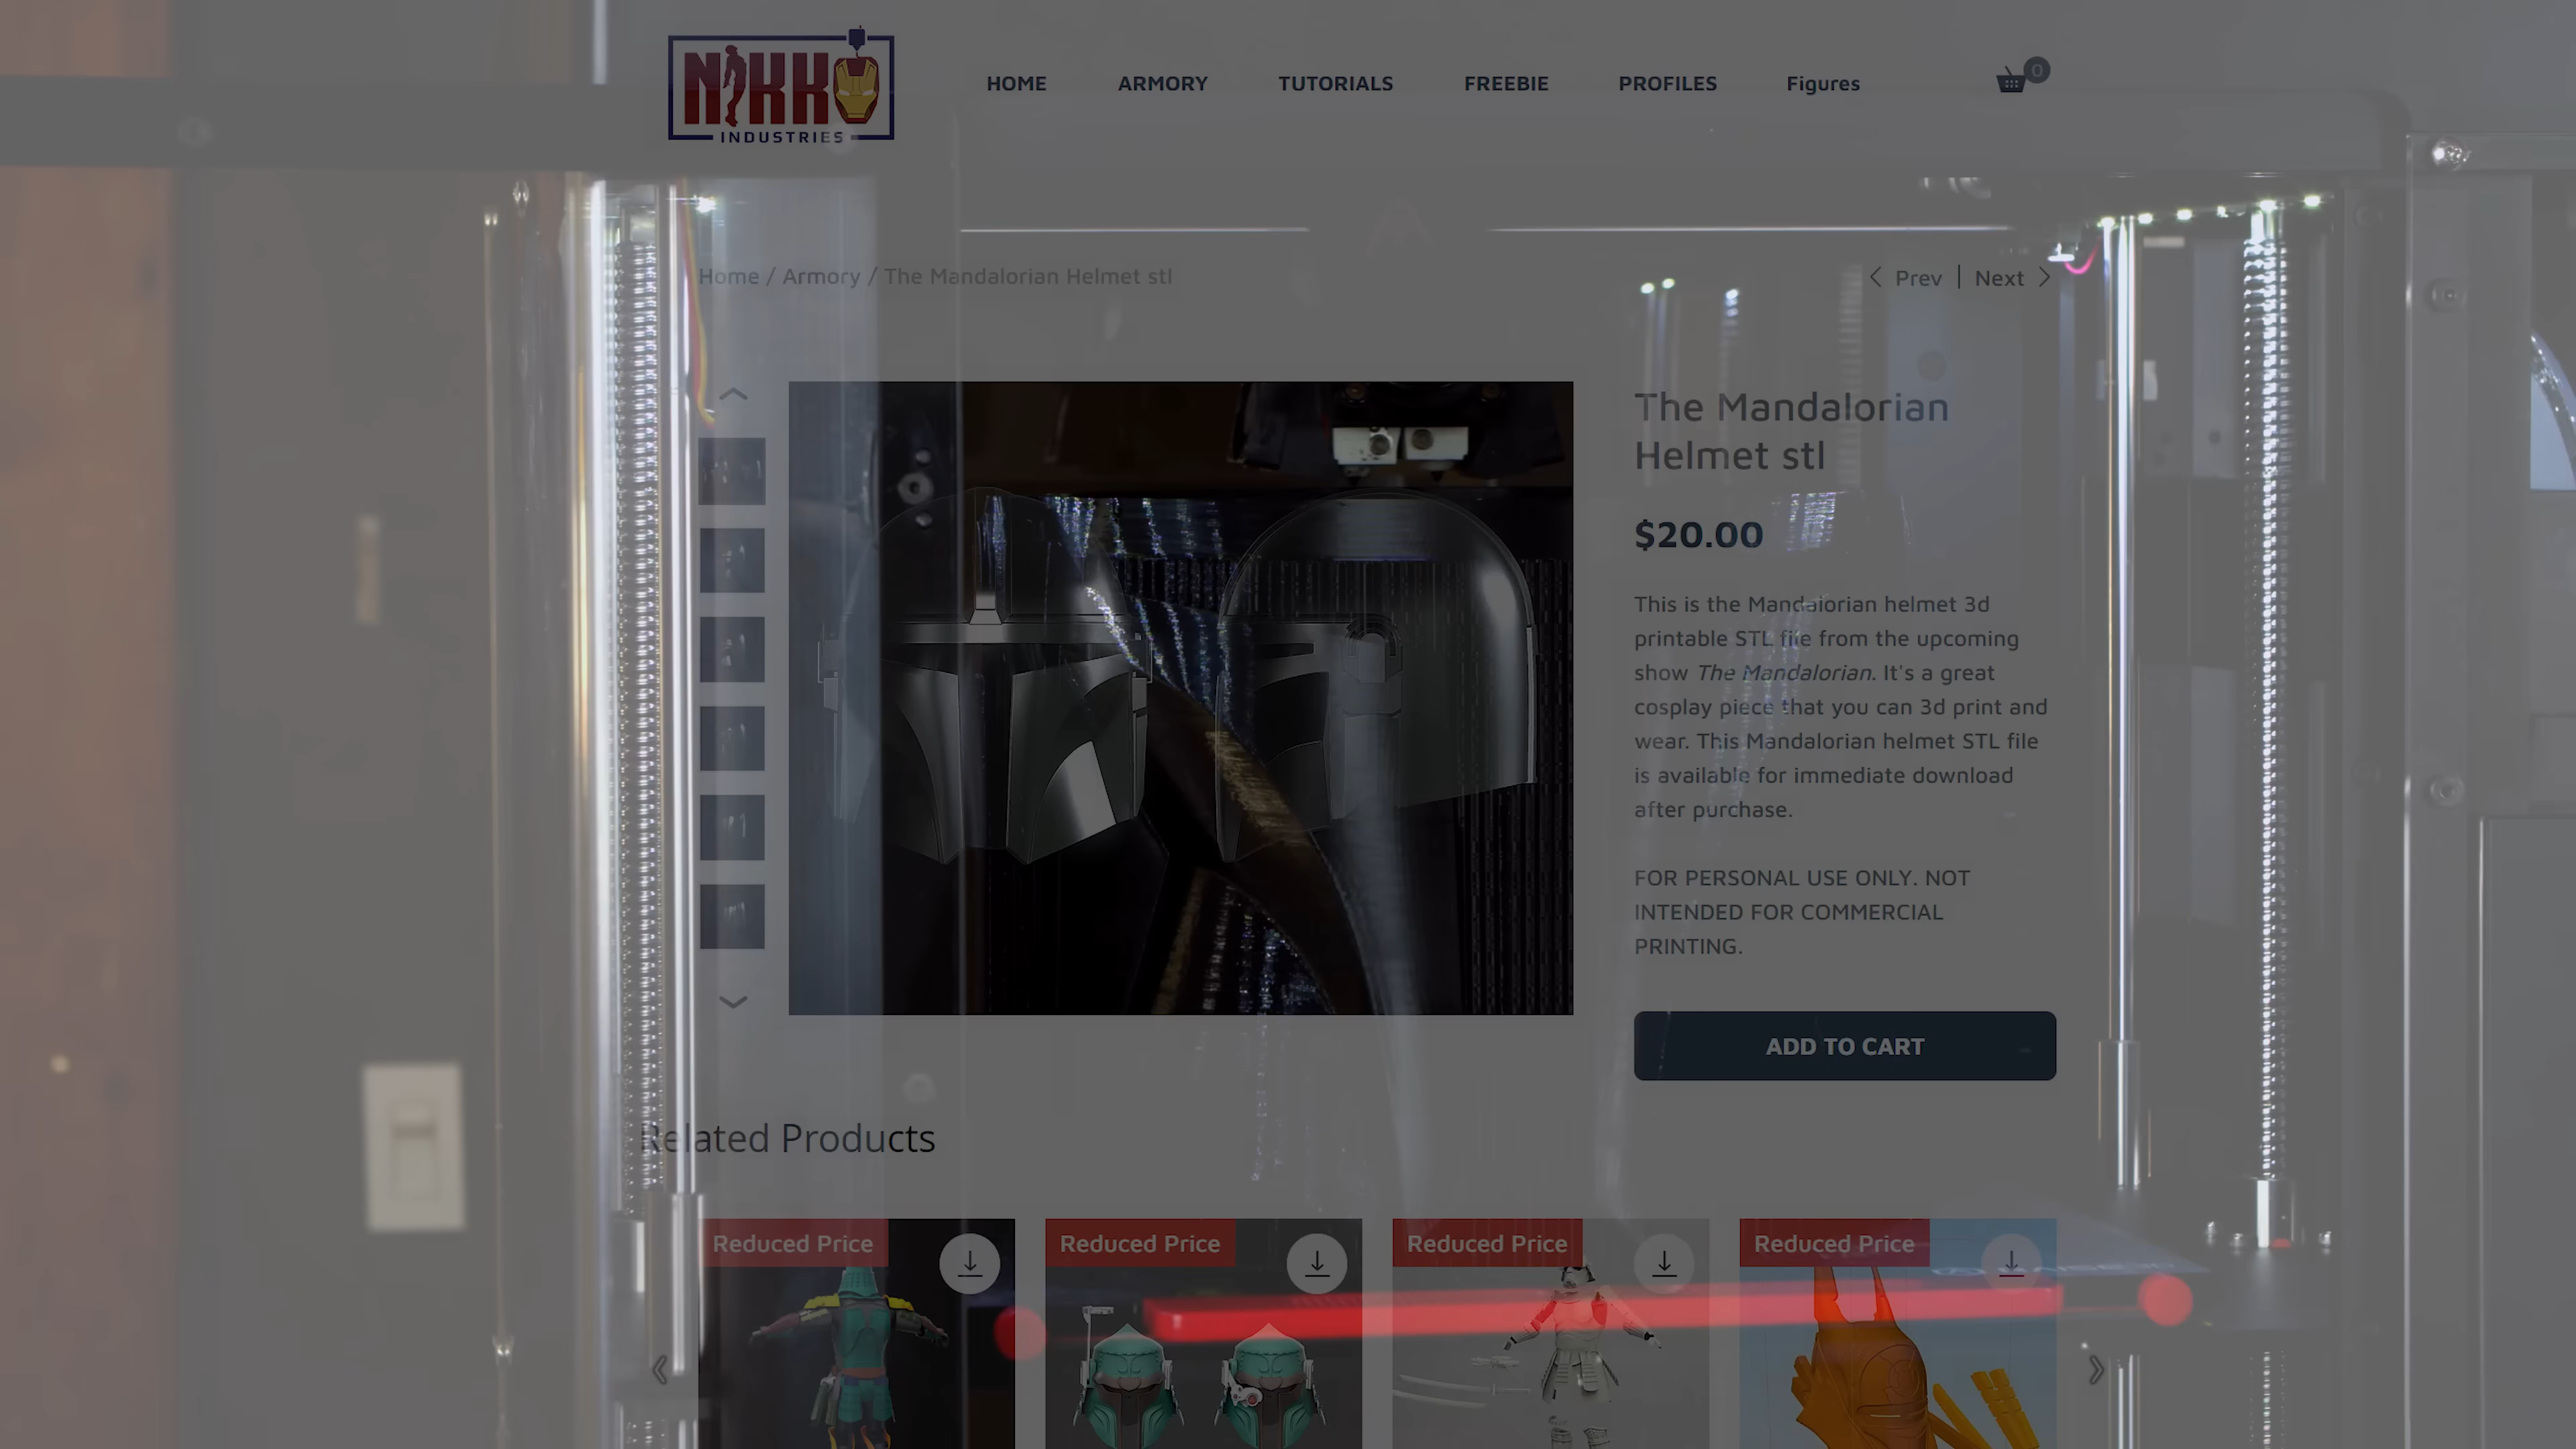 NIKKO
INDUSTRIES
HOME
ARMORY
TUTORIALS
FREEBIE
PROFILES
Figures
0
Home / Armory / The Mandalorian Helmet stl
Prev | Next
The Mandalorian
Helmet stl
$20.00
This is the Mandalorian helmet 3d
printable STL file from the upcoming
show The Mandalorian. It's a great
cosplay piece that you can 3d print and
wear. This Mandalorian helmet STL file
is available for immediate download
after purchase.
FOR PERSONAL USE ONLY. NOT
INTENDED FOR COMMERCIAL
PRINTING.
ADD TO CART
Related Products
Reduced Price
Reduced Price
Reduced Price
Reduced Price